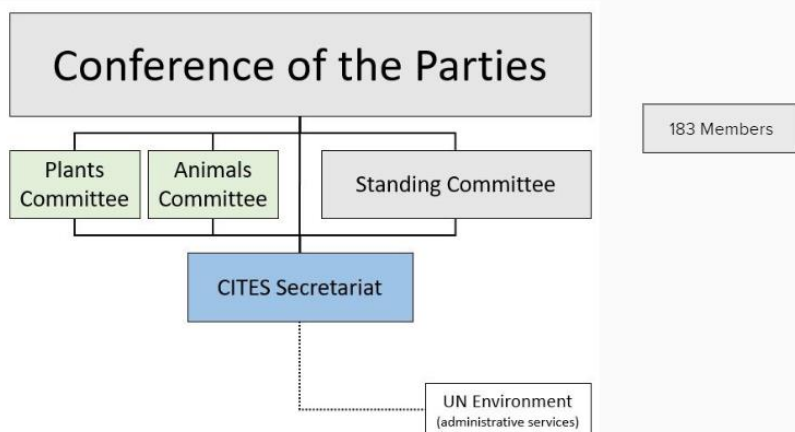 Conference of the Parties
183 Members
Plants
Committee
Animals
Committee
Standing Committee
CITES Secretariat
UN Environment
(administrative services)